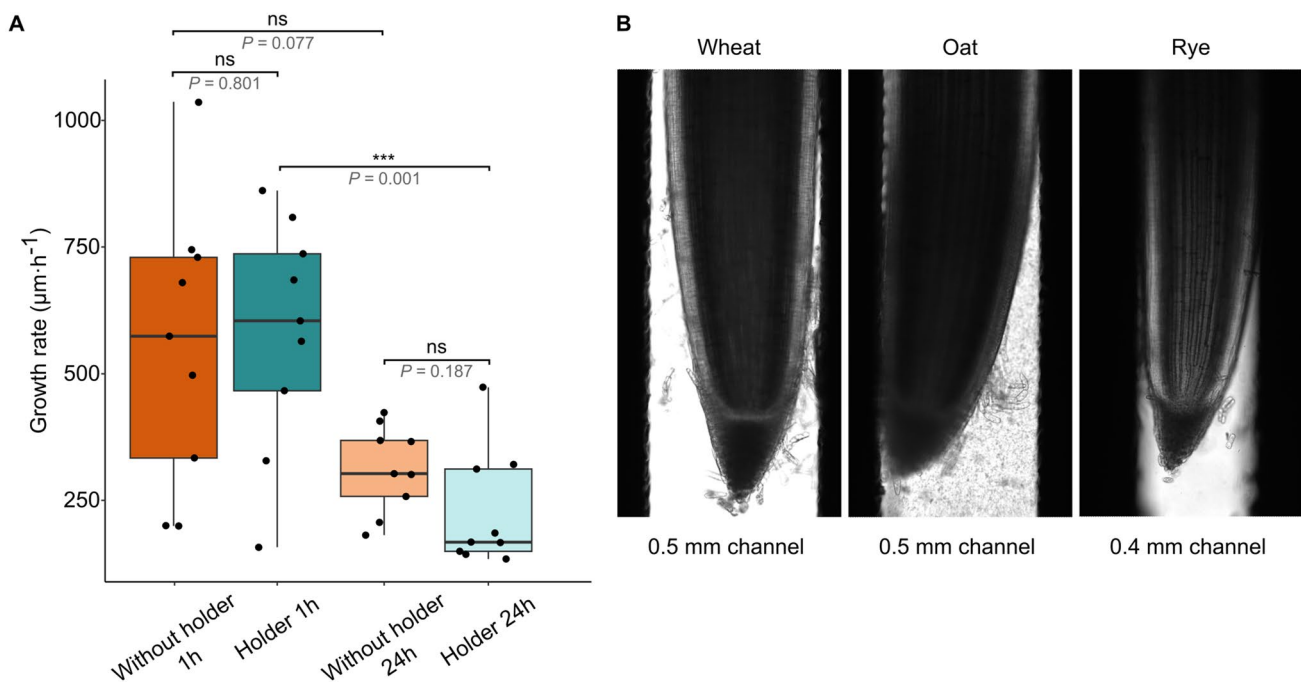 A
ns
P = 0.077
ns
P = 0.801
***
P = 0.001
ns
P = 0.187
Growth rate (µm·h⁻¹)
1000
750
500
250
Without holder
1h
Holder 1h
Without holder
24h
Holder 24h
B
Wheat
Oat
Rye
0.5 mm channel
0.5 mm channel
0.4 mm channel